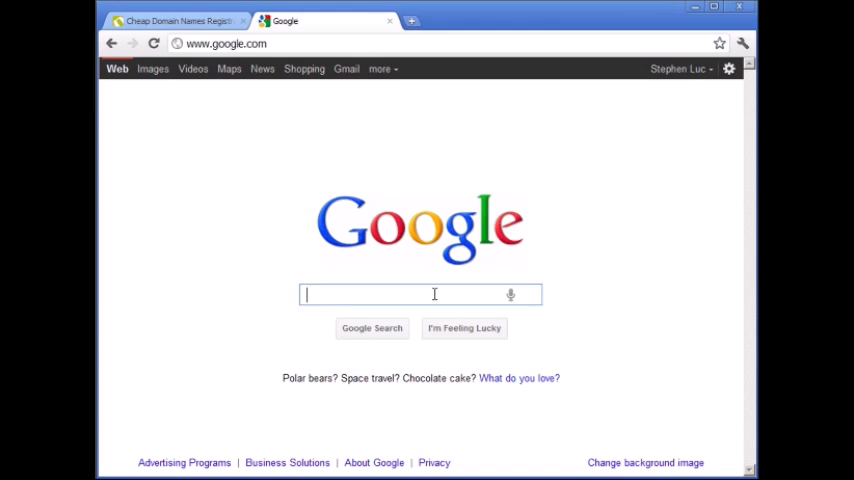 Cheap Domain Names Registr
Google
www.google.com
Web Images Videos Maps News Shopping Gmail more Stephen Luc
Google
Google Search I'm Feeling Lucky
Polar bears? Space travel? Chocolate cake? What do you love?
Advertising Programs | Business Solutions | About Google | Privacy Change background image